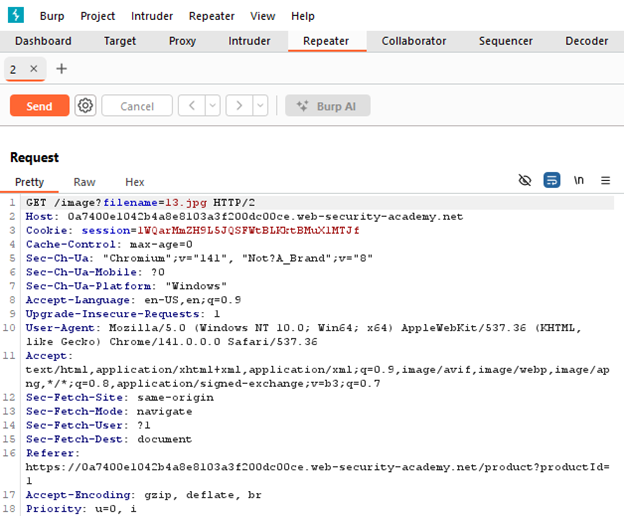 Burp Project Intruder Repeater View Help
Dashboard Target Proxy Intruder Repeater Collaborator Sequencer Decoder
2 × +
Send Cancel < > Burp AI
Request
Pretty Raw Hex \n
1 GET /image?filename=13.jpg HTTP/2
2 Host: 0a7400e1042b4a8e8103a3f200dc00ce.web-security-academy.net
3 Cookie: session=1WQarMmZH9L5JQSFWtBLKktBMuX1MTJf
4 Cache-Control: max-age=0
5 Sec-Ch-Ua: "Chromium";v="141", "Not?A_Brand";v="8"
6 Sec-Ch-Ua-Mobile: ?0
7 Sec-Ch-Ua-Platform: "Windows"
8 Accept-Language: en-US,en;q=0.9
9 Upgrade-Insecure-Requests: 1
10 User-Agent: Mozilla/5.0 (Windows NT 10.0; Win64; x64) AppleWebKit/537.36 (KHTML,
like Gecko) Chrome/141.0.0.0 Safari/537.36
11 Accept:
text/html,application/xhtml+xml,application/xml;q=0.9,image/avif,image/webp,image/ap
ng,*/*;q=0.8,application/signed-exchange;v=b3;q=0.7
12 Sec-Fetch-Site: same-origin
13 Sec-Fetch-Mode: navigate
14 Sec-Fetch-User: ?1
15 Sec-Fetch-Dest: document
16 Referer:
https://0a7400e1042b4a8e8103a3f200dc00ce.web-security-academy.net/product?productId=
1
17 Accept-Encoding: gzip, deflate, br
18 Priority: u=0, i